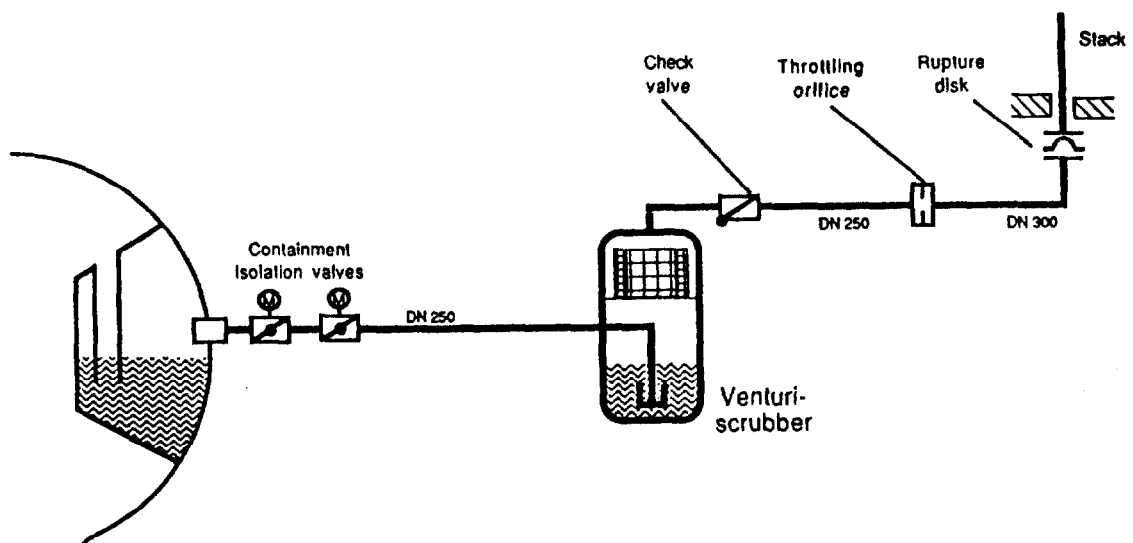 Stack
Check
valve
Throttling
orifice
Rupture
disk
DN 250
DN 300
Containment
Isolation valves
M
M
DN 250
Venturi-
scrubber